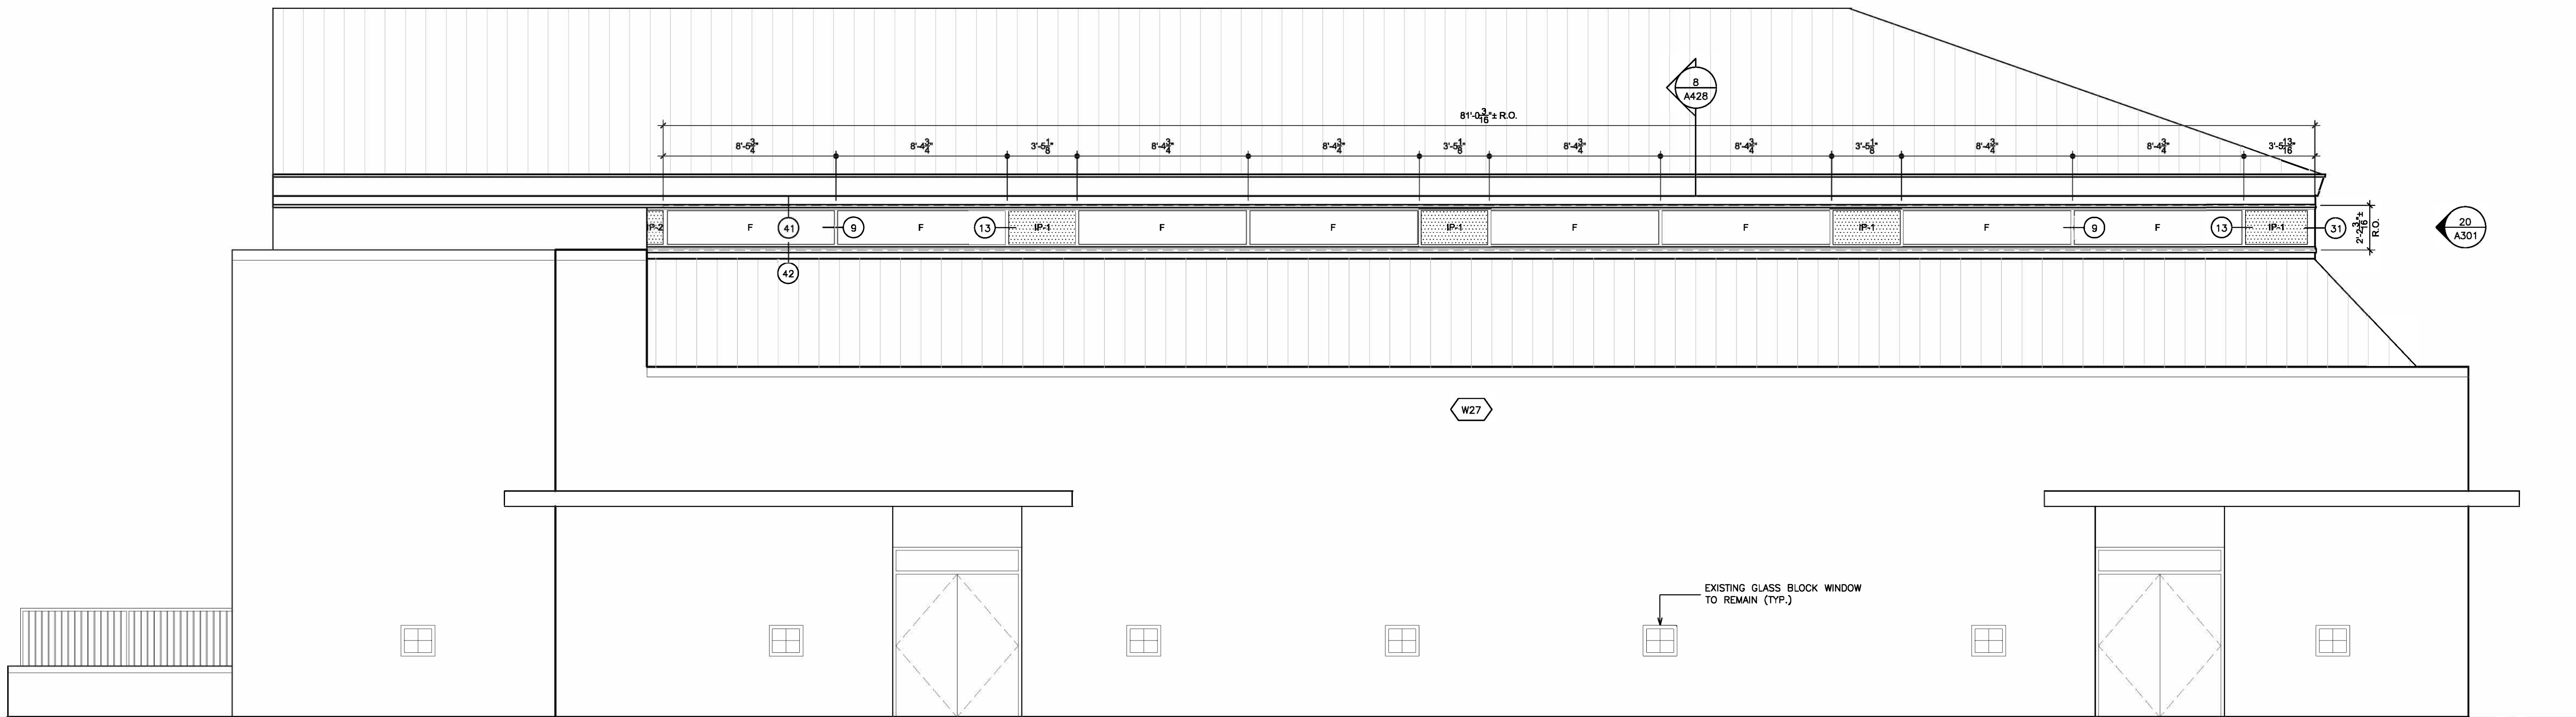 8
A428
81'-0 3/16"± R.O.
8'-5 3/4"
8'-4 3/4"
3'-5 1/8"
8'-4 3/4"
8'-4 3/4"
3'-5 1/8"
8'-4 3/4"
8'-4 3/4"
3'-5 1/8"
8'-4 3/4"
8'-4 3/4"
3'-5 13/16"
IP-2
F
41
9
F
13
IP-1
F
F
IP-1
F
F
IP-1
F
9
F
13
IP-1
31
2'-2 3/16"±
R.O.
20
A301
42
W27
EXISTING GLASS BLOCK WINDOW
TO REMAIN (TYP.)